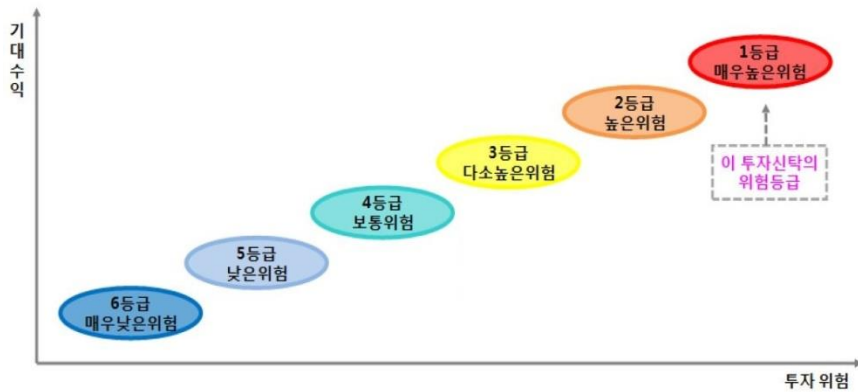 기대수익
1등급
매우높은위험
2등급
높은위험
이 투자신탁의
위험등급
3등급
다소높은위험
4등급
보통위험
5등급
낮은위험
6등급
매우낮은위험
투자 위험